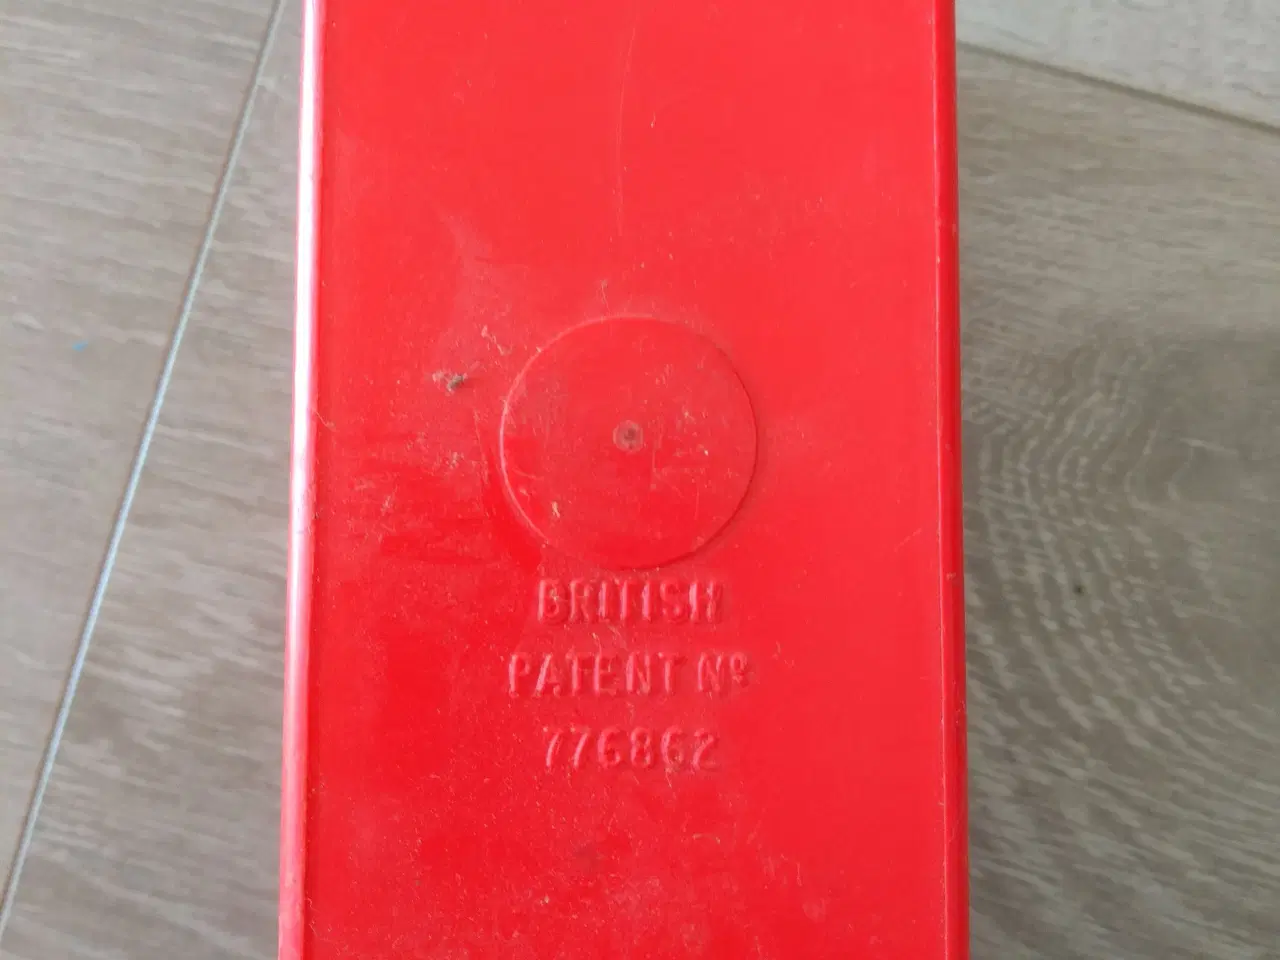 BRITISH
PATENT Nº
776862